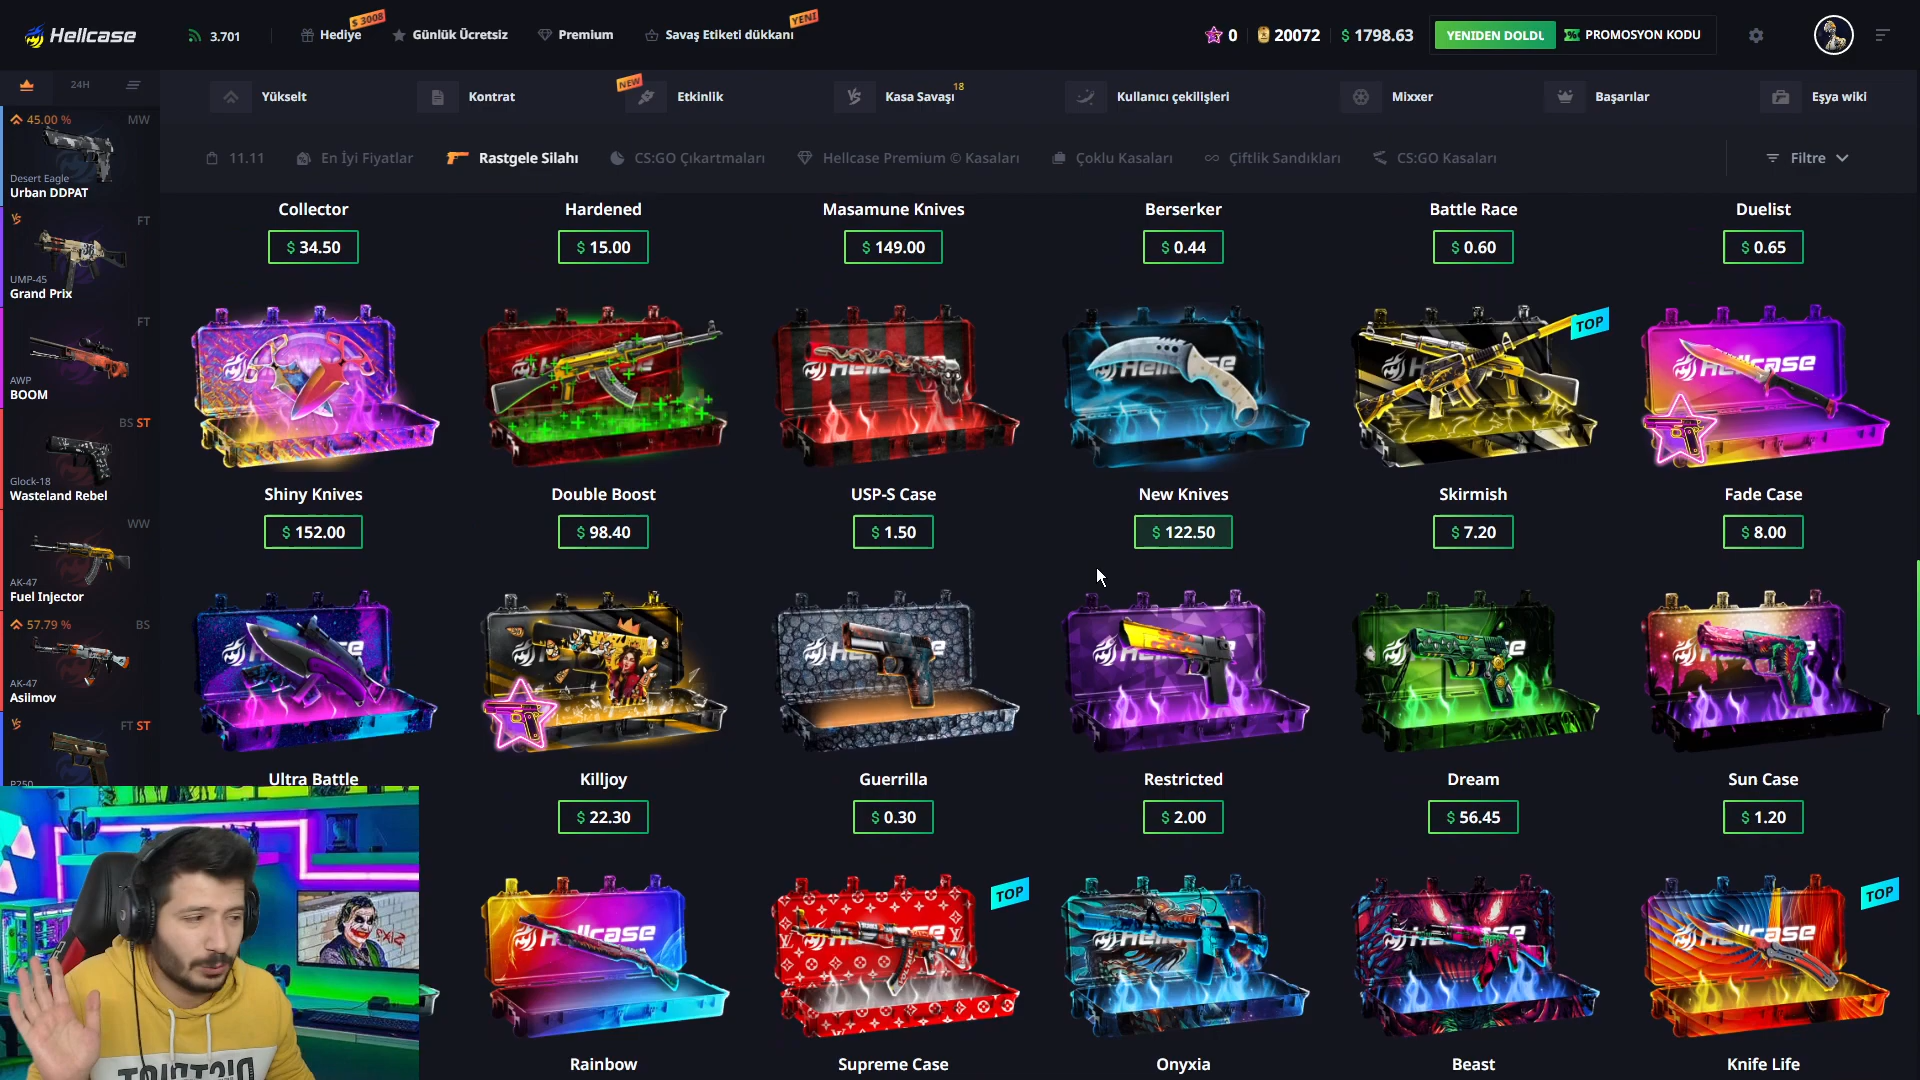 Hellcase
3.701
Hediye
$ 3008
Günlük Ücretsiz
Premium
Savaş Etiketi dükkanı
YENİ
0
20072
$ 1798.63
YENİDEN DOLDU
PROMOSYON KODU
24H
Yükselt
Kontrat
NEW
Etkinlik
Kasa Savaşı
18
Kullanıcı çekilişleri
Mixxer
Başarılar
Eşya wiki
11.11
En İyi Fiyatlar
Rastgele Silahı
CS:GO Çıkartmaları
Hellcase Premium © Kasaları
Çoklu Kasaları
Çiftlik Sandıkları
CS:GO Kasaları
Filtre
45.00 %
MW
Desert Eagle
Urban DDPAT
FT
UMP-45
Grand Prix
FT
AWP
BOOM
BS ST
Glock-18
Wasteland Rebel
WW
AK-47
Fuel Injector
57.79 %
BS
AK-47
Asiimov
FT ST
P250
Collector
Hardened
Masamune Knives
Berserker
Battle Race
Duelist
$ 34.50
$ 15.00
$ 149.00
$ 0.44
$ 0.60
$ 0.65
TOP
Shiny Knives
Double Boost
USP-S Case
New Knives
Skirmish
Fade Case
$ 152.00
$ 98.40
$ 1.50
$ 122.50
$ 7.20
$ 8.00
Ultra Battle
Killjoy
Guerrilla
Restricted
Dream
Sun Case
$ 22.30
$ 0.30
$ 2.00
$ 56.45
$ 1.20
TOP
TOP
Rainbow
Supreme Case
Onyxia
Beast
Knife Life